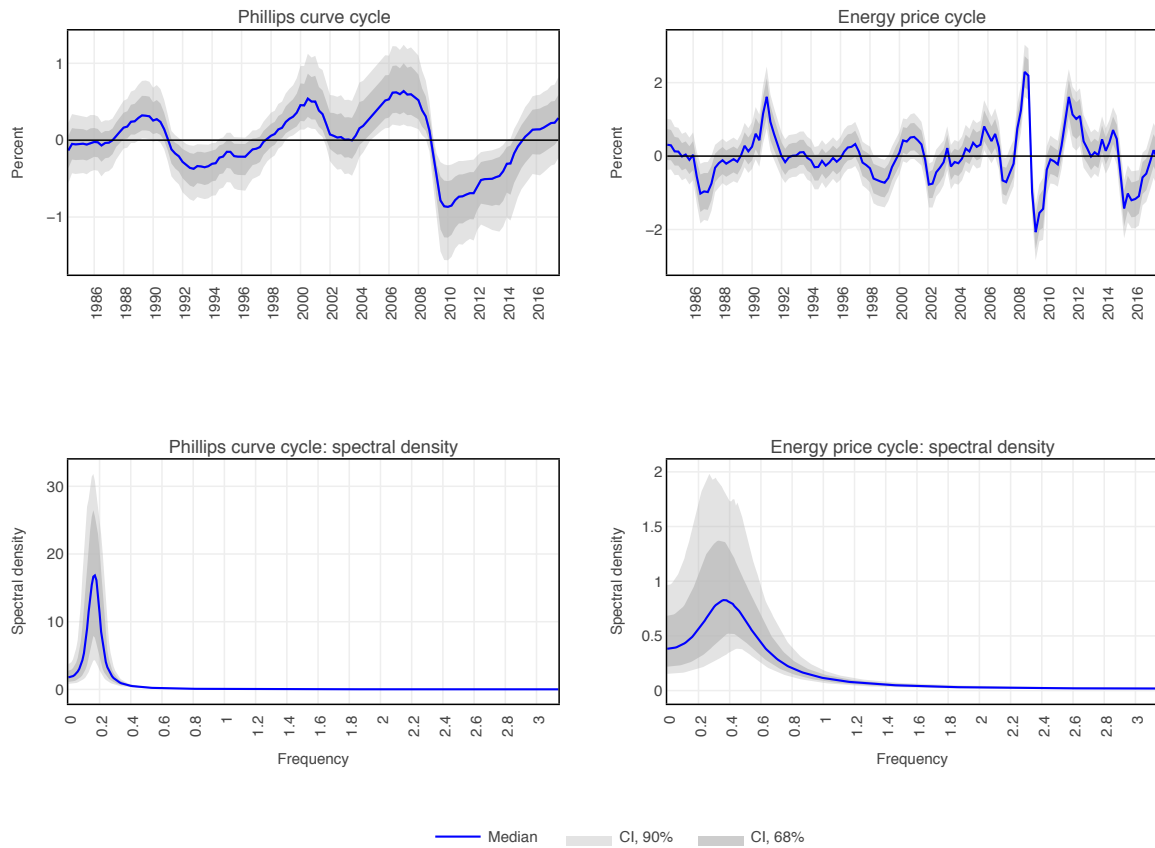 Phillips curve cycle
Percent
1
0
−1
1986 1988 1990 1992 1994 1996 1998 2000 2002 2004 2006 2008 2010 2012 2014 2016
Energy price cycle
Percent
2
0
−2
1986 1988 1990 1992 1994 1996 1998 2000 2002 2004 2006 2008 2010 2012 2014 2016
Phillips curve cycle: spectral density
Spectral density
30
20
10
0
0 0.2 0.4 0.6 0.8 1 1.2 1.4 1.6 1.8 2 2.2 2.4 2.6 2.8 3
Frequency
Energy price cycle: spectral density
Spectral density
2
1.5
1
0.5
0
0 0.2 0.4 0.6 0.8 1 1.2 1.4 1.6 1.8 2 2.2 2.4 2.6 2.8 3
Frequency
Median CI, 90% CI, 68%